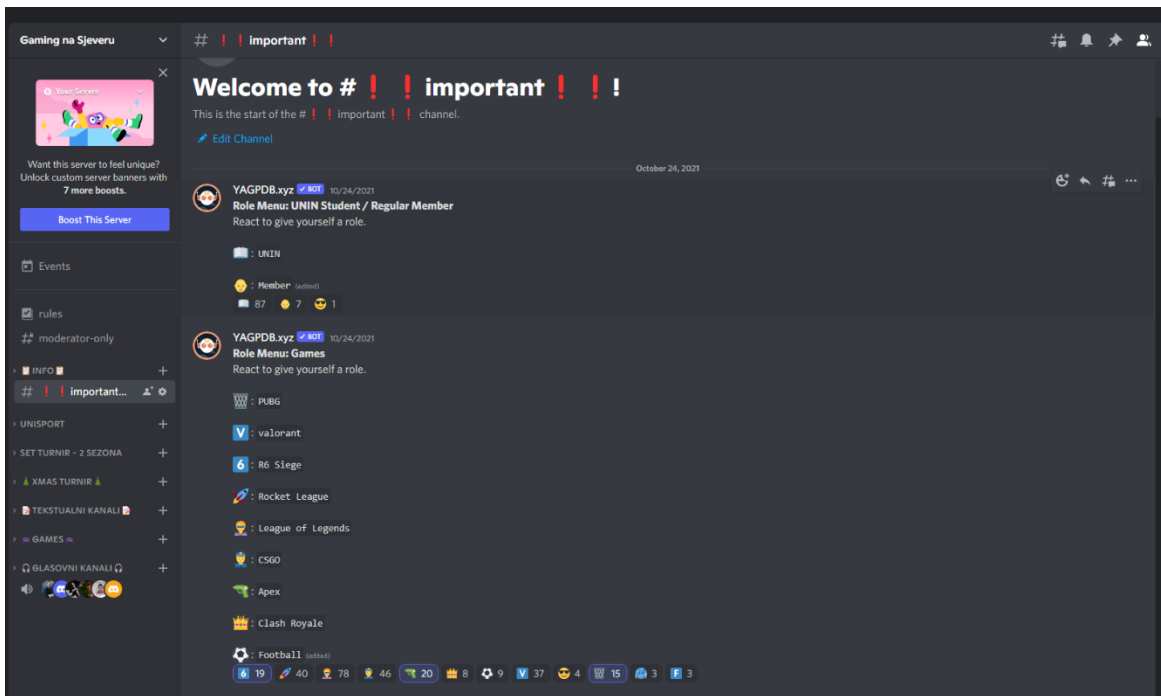 Gaming na Sjeveru
Your Server
Want this server to feel unique?
Unlock custom server banners with
7 more boosts.
Boost This Server
Events
rules
moderator-only
📋 INFO 📋
# ❗❗important...
UNISPORT
SET TURNIR - 2 SEZONA
🎄 XMAS TURNIR 🎄
📝 TEKSTUALNI KANALI 📝
👾 GAMES 👾
🎧 GLASOVNI KANALI 🎧
# ❗❗important❗❗
Welcome to #❗❗important❗❗!
This is the start of the #❗❗important❗❗ channel.
Edit Channel
October 24, 2021
YAGPDB.xyz ✓ BOT 10/24/2021
Role Menu: UNIN Student / Regular Member
React to give yourself a role.
📖 : UNIN
👴 : Member (edited)
📖 87 👴 7 😎 1
YAGPDB.xyz ✓ BOT 10/24/2021
Role Menu: Games
React to give yourself a role.
: PUBG
V : valorant
6 : R6 Siege
🚀 : Rocket League
: League of Legends
: CSGO
🔫 : Apex
👑 : Clash Royale
⚽ : Football (edited)
6 19 🚀 40 78 46 🔫 20 👑 8 ⚽ 9 V 37 😎 4 15 3 F 3